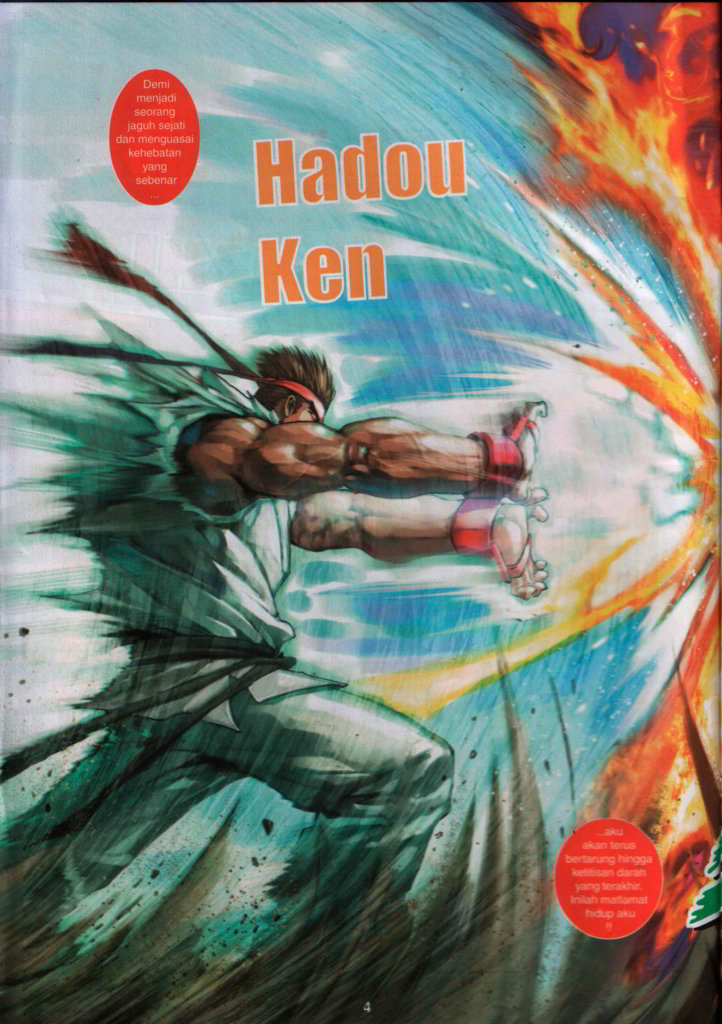 Demi
menjadi
seorang
jaguh sejati
dan menguasai
kehebatan
yang
sebenar
...
Hadou
Ken
...aku
akan terus
bertarung hingga
ketitisan darah
yang terakhir.
Inilah matlamat
hidup aku
!!
4